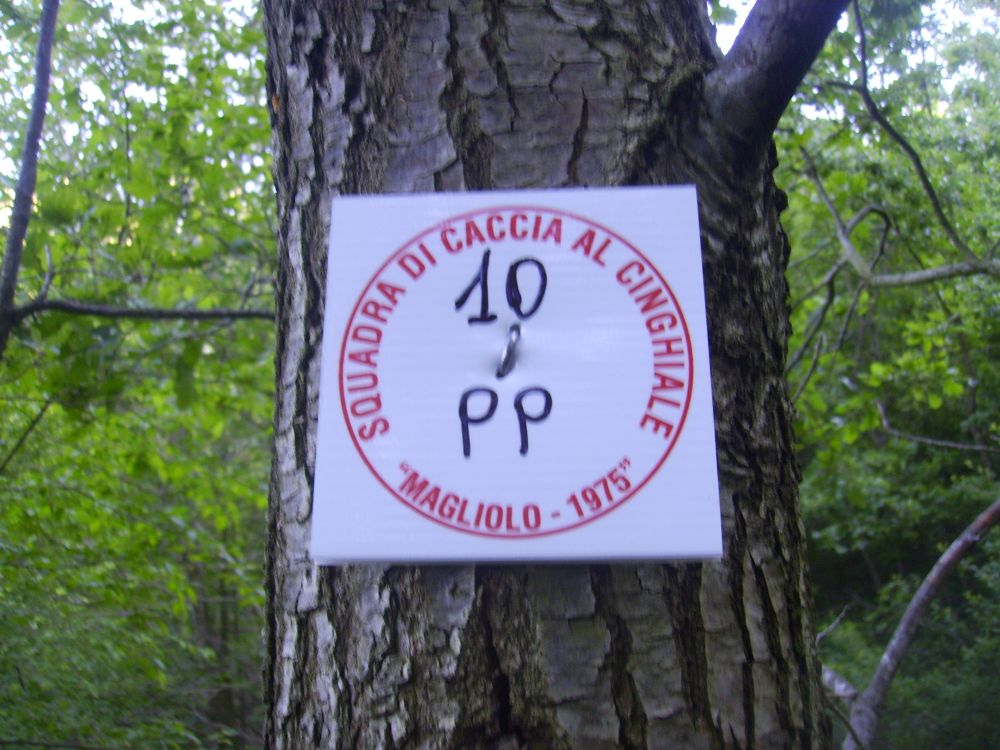 SQUADRA DI "CACCIA AL CINGHIALE
10
PP
"MAGLIOLO - 1975"